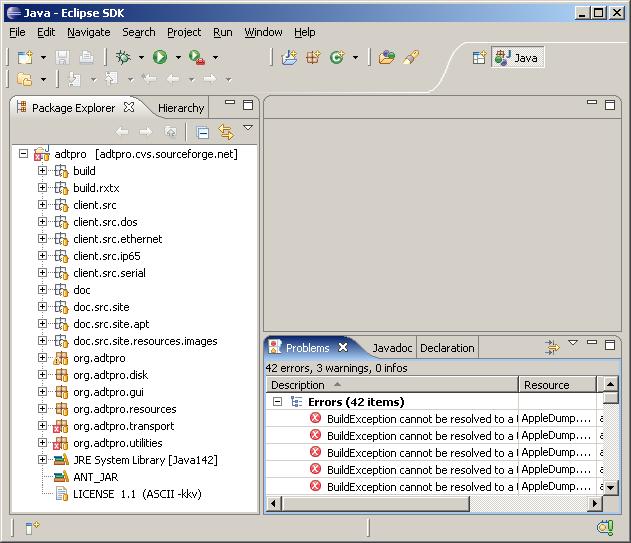 Java - Eclipse SDK
File Edit Navigate Search Project Run Window Help
Java
Package Explorer Hierarchy
adtpro [adtpro.cvs.sourceforge.net]
build
build.rxtx
client.src
client.src.dos
client.src.ethernet
client.src.ip65
client.src.serial
doc
doc.src.site
doc.src.site.apt
doc.src.site.resources.images
org.adtpro
org.adtpro.disk
org.adtpro.gui
org.adtpro.resources
org.adtpro.transport
org.adtpro.utilities
JRE System Library [Java142]
ANT_JAR
LICENSE 1.1 (ASCII -kkv)
Problems Javadoc Declaration
42 errors, 3 warnings, 0 infos
Description Resource
Errors (42 items)
BuildException cannot be resolved to a AppleDump....
BuildException cannot be resolved to a AppleDump....
BuildException cannot be resolved to a AppleDump....
BuildException cannot be resolved to a AppleDump....
BuildException cannot be resolved to a AppleDump....